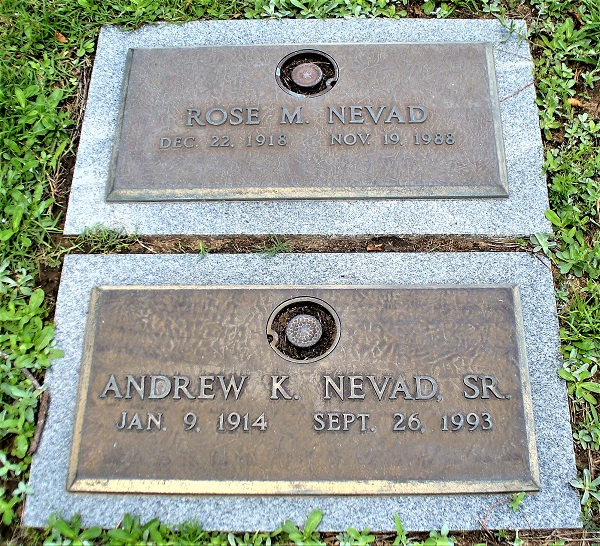 ROSE M. NEVAD
DEC. 22, 1918 NOV. 19, 1988
ANDREW K. NEVAD, SR.
JAN. 9, 1914 SEPT. 26, 1993